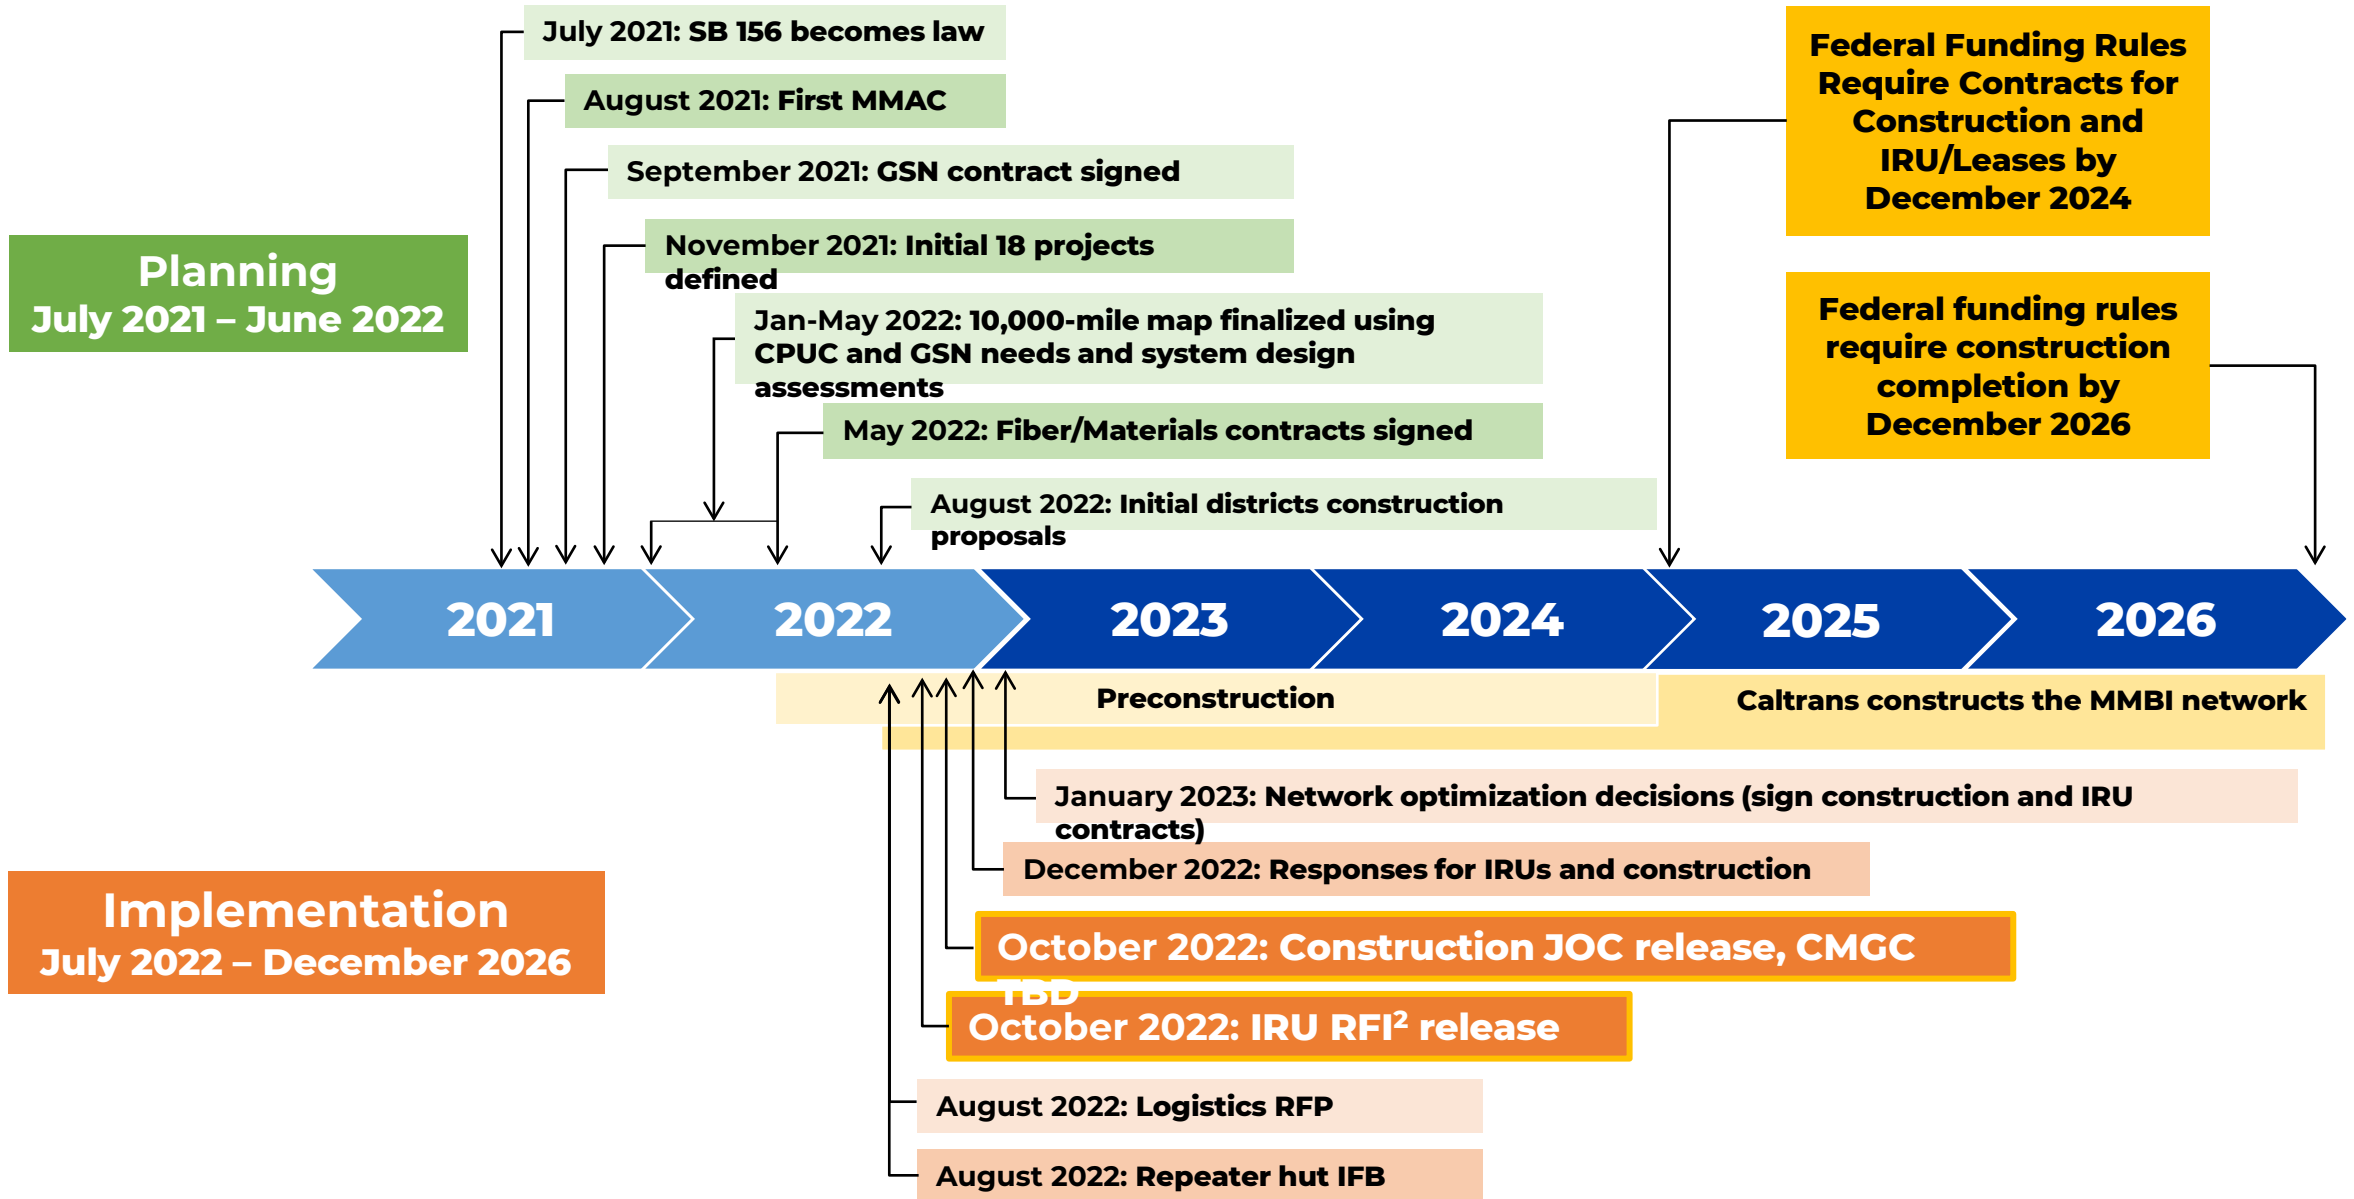 July 2021: SB 156 becomes law
August 2021: First MMAC
September 2021: GSN contract signed
November 2021: Initial 18 projects
defined
Jan-May 2022: 10,000-mile map finalized using
CPUC and GSN needs and system design
assessments
May 2022: Fiber/Materials contracts signed
August 2022: Initial districts construction
proposals
Federal Funding Rules
Require Contracts for
Construction and
IRU/Leases by
December 2024
Federal funding rules
require construction
completion by
December 2026
Planning
July 2021 – June 2022
2021
2022
2023
2024
2025
2026
Preconstruction
Caltrans constructs the MMBI network
January 2023: Network optimization decisions (sign construction and IRU
contracts)
December 2022: Responses for IRUs and construction
Implementation
July 2022 – December 2026
October 2022: Construction JOC release, CMGC
TBD
October 2022: IRU RFI² release
August 2022: Logistics RFP
August 2022: Repeater hut IFB